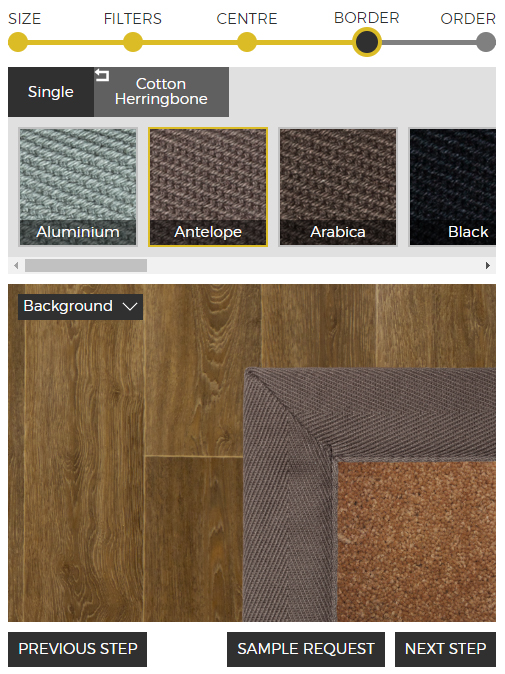 SIZE FILTERS CENTRE BORDER ORDER
Single
Cotton
Herringbone
Aluminium Antelope Arabica Black
Background
PREVIOUS STEP SAMPLE REQUEST NEXT STEP